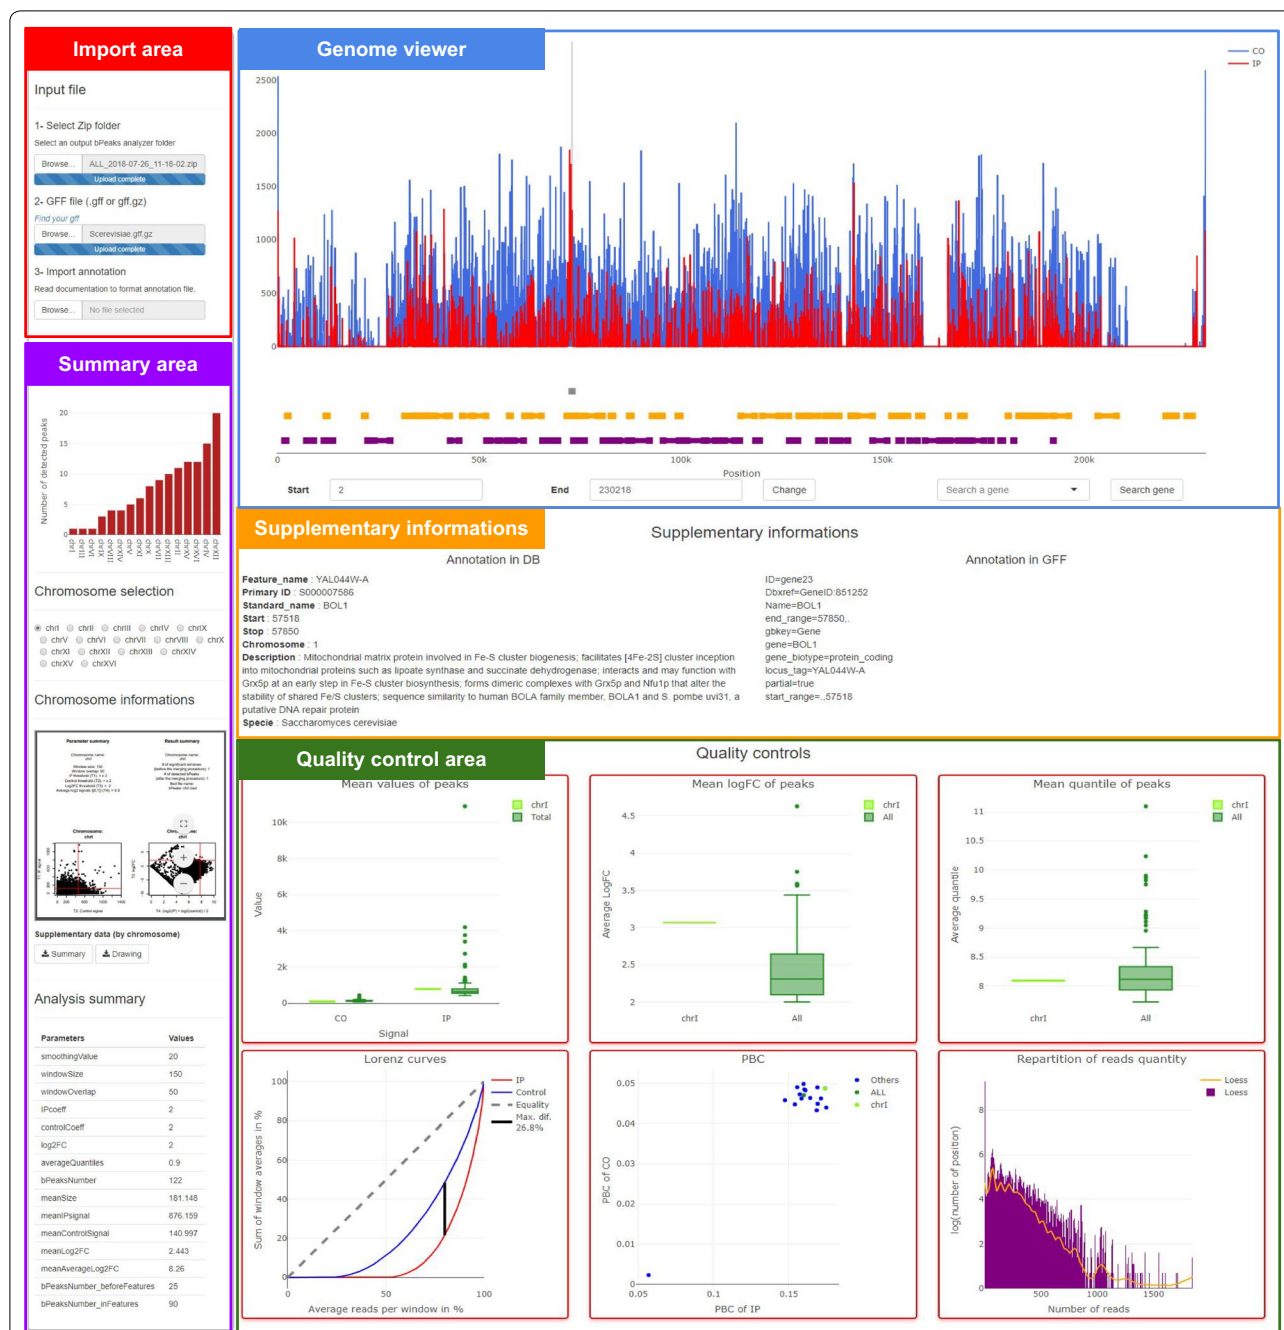 Import area
Input file
1- Select Zip folder
Select an output bPeaks analyzer folder
Browse... ALL_2018-07-26_11-18-02.zip
Upload complete
2- GFF file (.gff or gff.gz)
Find your gff
Browse... Scerevisiae.gff.gz
Upload complete
3- Import annotation
Read documentation to format annotation file.
Browse... No file selected
Genome viewer
CO
IP
2500
2000
1500
1000
500
0
0 50k 100k 150k 200k
Position
Start 2 End 230218 Change Search a gene Search gene
Summary area
Number of detected peaks
20
15
10
5
0
Chromosome selection
chrI chrII chrIII chrIV chrIX
chrV chrVI chrVII chrVIII chrX
chrXI chrXII chrXIII chrXIV
chrXV chrXVI
Chromosome informations
Parameter summary
Result summary
Supplementary data (by chromosome)
Summary Drawing
Analysis summary
Parameters Values
smoothingValue 20
windowSize 150
windowOverlap 50
IPcoeff 2
controlCoeff 2
log2FC 2
averageQuantiles 0.9
bPeaksNumber 122
meanSize 181.148
meanIPsignal 876.159
meanControlSignal 140.997
meanLog2FC 2.443
meanAverageLog2FC 8.26
bPeaksNumber_beforeFeatures 25
bPeaksNumber_inFeatures 90
Supplementary informations
Supplementary informations
Annotation in DB
Feature_name : YAL044W-A
Primary ID : S000007586
Standard_name : BOL1
Start : 57518
Stop : 57850
Chromosome : 1
Description : Mitochondrial matrix protein involved in Fe-S cluster biogenesis; facilitates [4Fe-2S] cluster inception
into mitochondrial proteins such as lipoate synthase and succinate dehydrogenase; interacts and may function with
Grx5p at an early step in Fe-S cluster biosynthesis; forms dimeric complexes with Grx5p and Nfu1p that alter the
stability of shared Fe/S clusters; sequence similarity to human BOLA family member, BOLA1 and S. pombe uvi31, a
putative DNA repair protein
Specie : Saccharomyces cerevisiae
Annotation in GFF
ID=gene23
Dbxref=GeneID:851252
Name=BOL1
end_range=57850,.
gbkey=Gene
gene=BOL1
gene_biotype=protein_coding
locus_tag=YAL044W-A
partial=true
start_range=.,57518
Quality control area
Quality controls
Mean values of peaks
chrI
Total
Value
10k
8k
6k
4k
2k
0
CO IP
Signal
Mean logFC of peaks
chrI
All
Average LogFC
4.5
4
3.5
3
2.5
2
chrI All
Mean quantile of peaks
chrI
All
Average quantile
11
10.5
10
9.5
9
8.5
8
chrI All
Lorenz curves
IP
Control
Equality
Max. dif.
26.8%
Sum of window averages in %
100
80
60
40
20
0
0 50 100
Average reads per window in %
PBC
Others
ALL
chrI
PBC of CO
0.05
0.04
0.03
0.02
0.01
0
0.05 0.1 0.15
PBC of IP
Repartition of reads quantity
Loess
Loess
log(number of position)
8
6
4
2
0
500 1000 1500
Number of reads